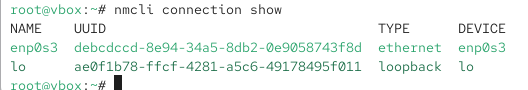 root@vbox:~# nmcli connection show
NAME    UUID                                  TYPE      DEVICE
enp0s3  debcdccd-8e94-34a5-8db2-0e9058743f8d  ethernet  enp0s3
lo      ae0f1b78-ffcf-4281-a5c6-49178495f011  loopback  lo
root@vbox:~#